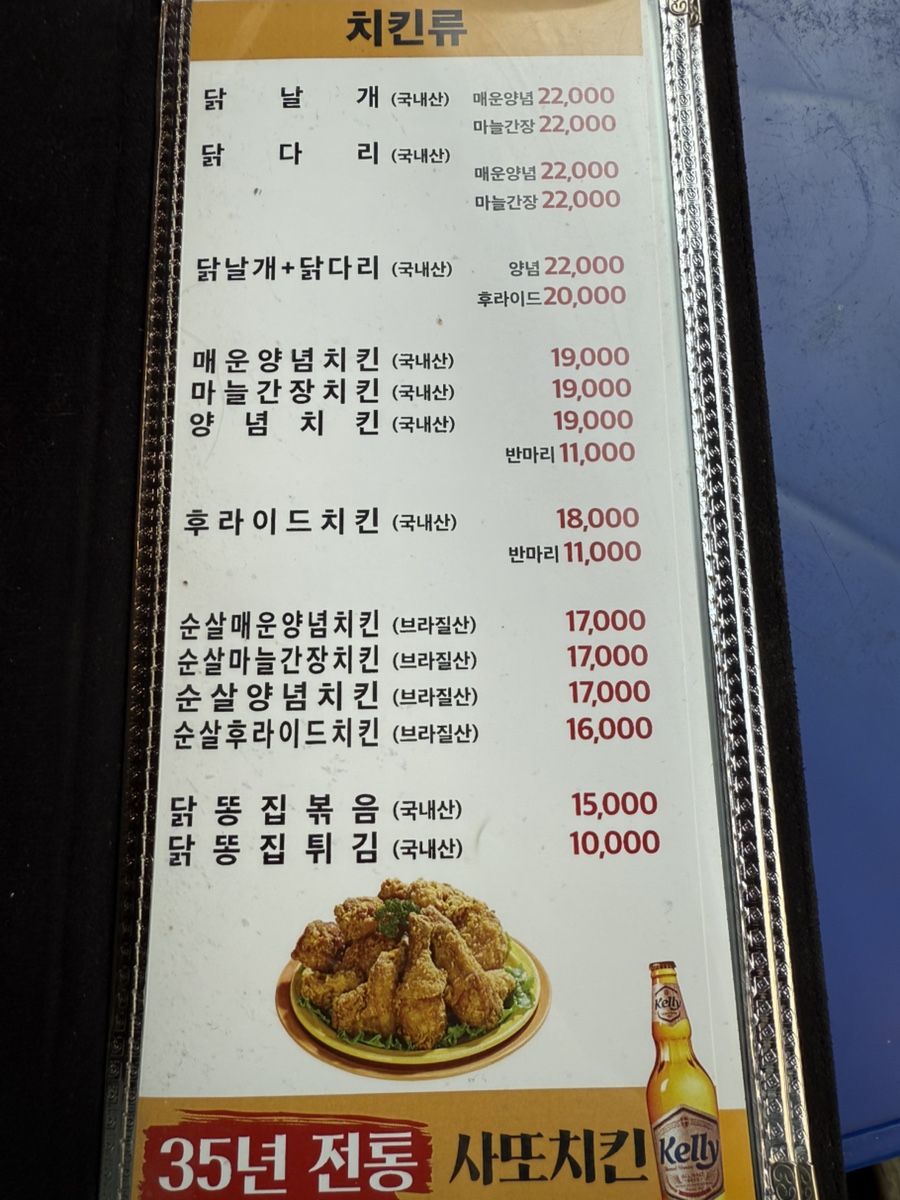 치킨류
닭날개 (국내산) 매운양념 22,000
마늘간장 22,000
닭다리 (국내산)
매운양념 22,000
마늘간장 22,000
닭날개+닭다리 (국내산) 양념 22,000
후라이드 20,000
매운양념치킨 (국내산) 19,000
마늘간장치킨 (국내산) 19,000
양념치킨 (국내산) 19,000
반마리 11,000
후라이드치킨 (국내산) 18,000
반마리 11,000
순살매운양념치킨 (브라질산) 17,000
순살마늘간장치킨 (브라질산) 17,000
순살양념치킨 (브라질산) 17,000
순살후라이드치킨 (브라질산) 16,000
닭똥집볶음 (국내산) 15,000
닭똥집튀김 (국내산) 10,000
Kelly
35년 전통 사또치킨
Kelly